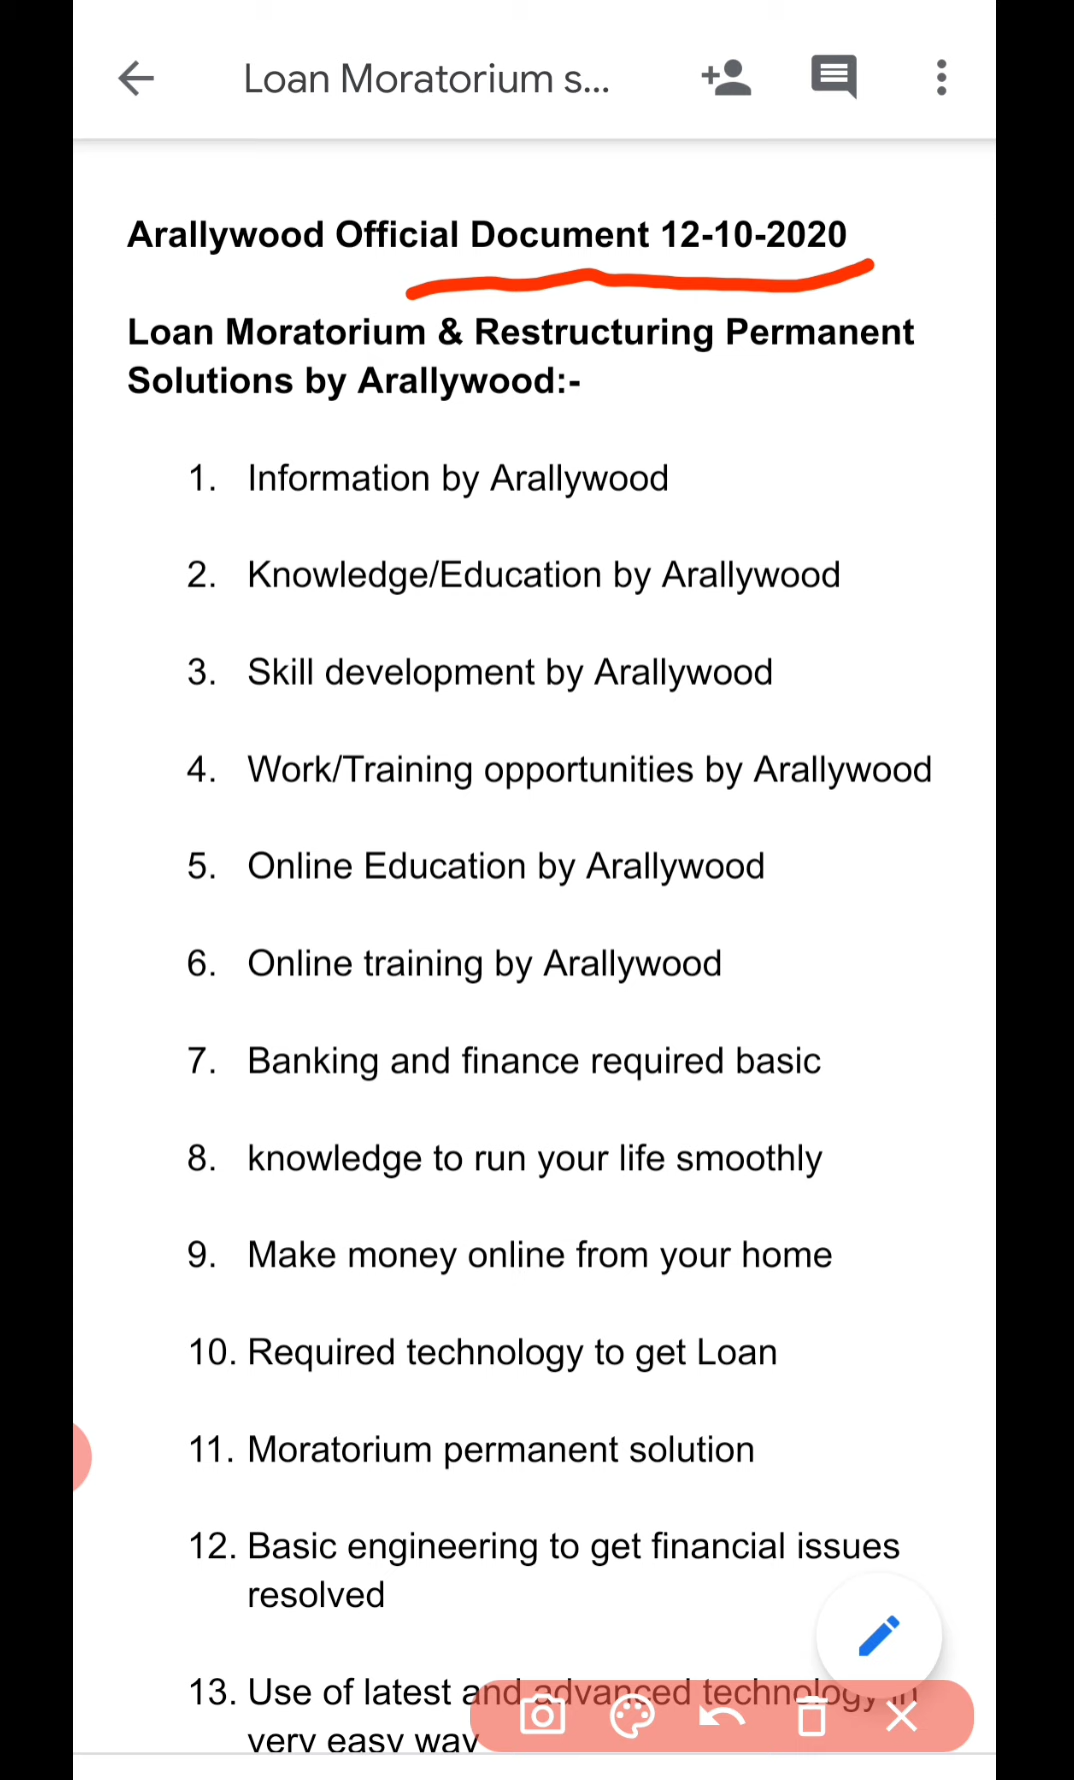 Loan Moratorium s...
Arallywood Official Document 12-10-2020
Loan Moratorium & Restructuring Permanent
Solutions by Arallywood:-
1. Information by Arallywood
2. Knowledge/Education by Arallywood
3. Skill development by Arallywood
4. Work/Training opportunities by Arallywood
5. Online Education by Arallywood
6. Online training by Arallywood
7. Banking and finance required basic
8. knowledge to run your life smoothly
9. Make money online from your home
10. Required technology to get Loan
11. Moratorium permanent solution
12. Basic engineering to get financial issues
resolved
13. Use of latest and advanced technology in
very easy way